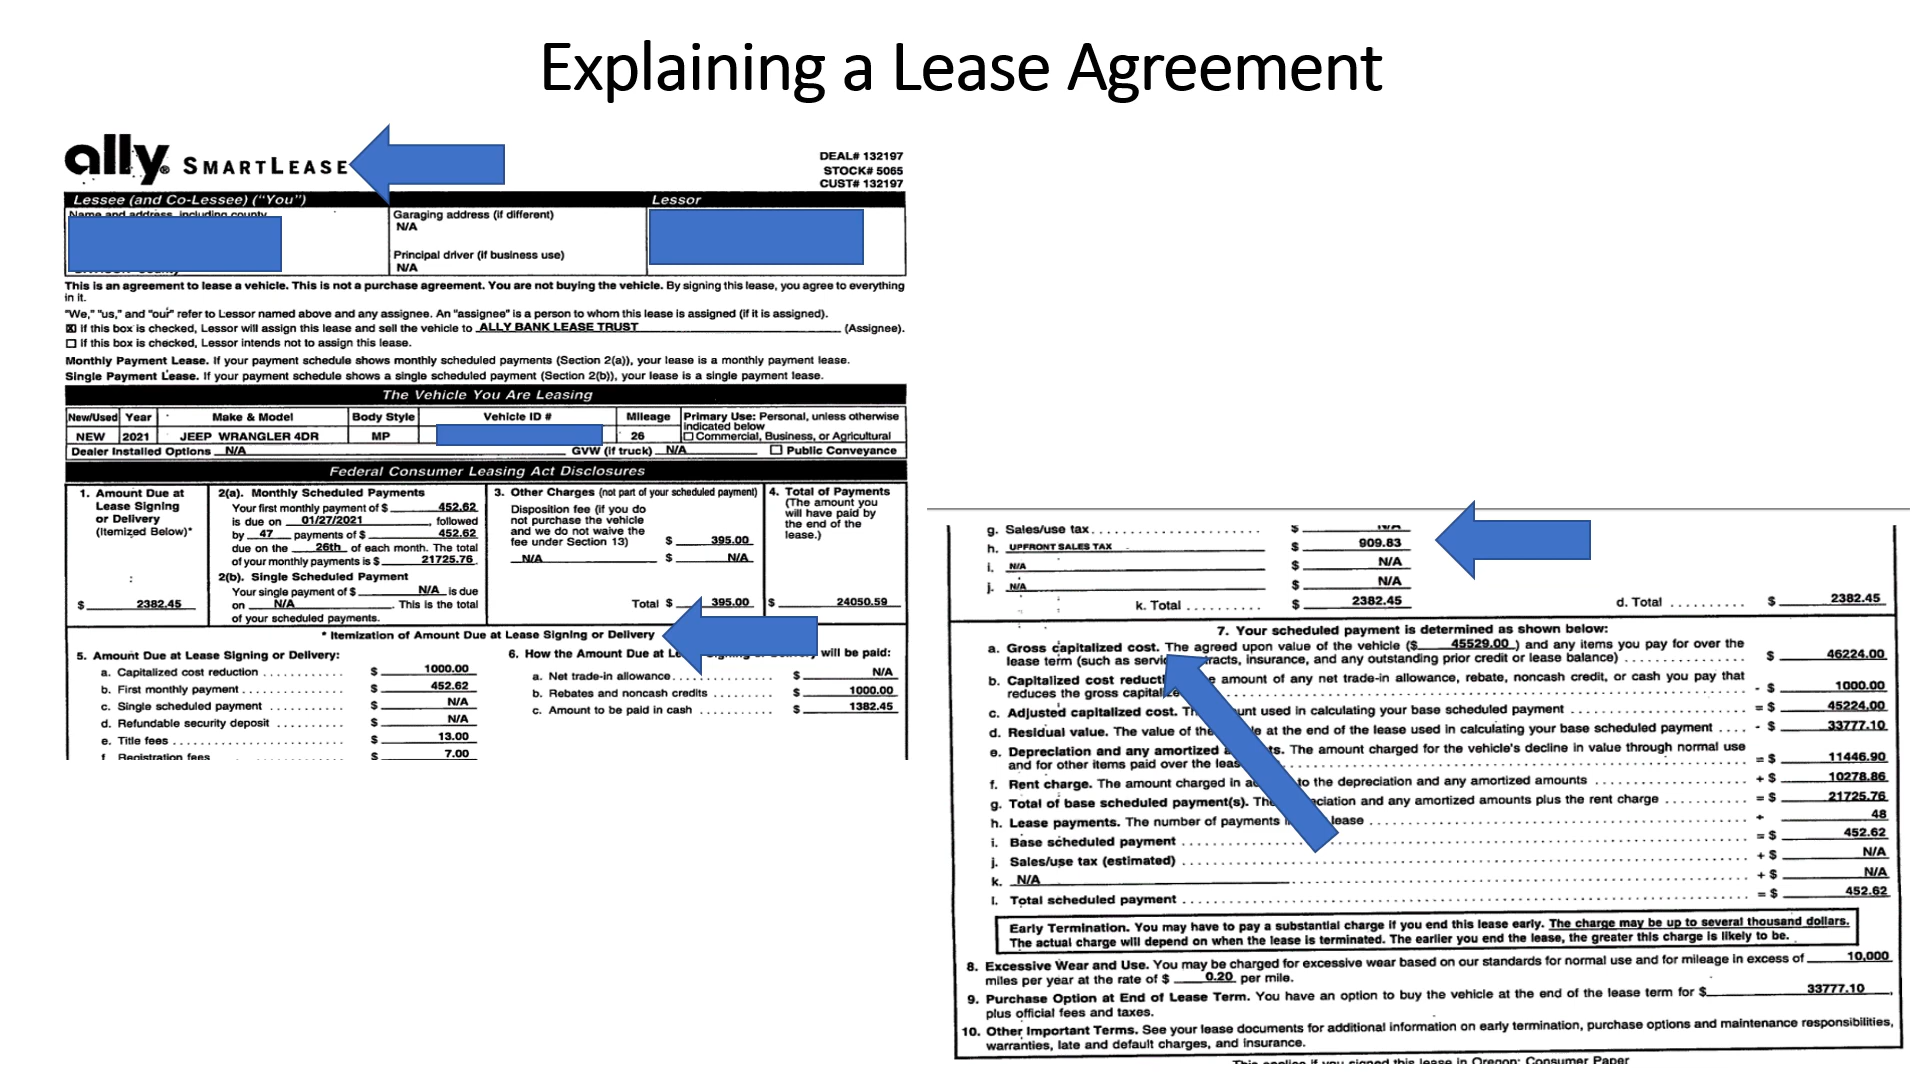 Explaining a Lease Agreement
ally SMARTLEASE
DEAL# 132197
STOCK# 5065
CUST# 132197
Lessee (and Co-Lessee) ("You")
Lessor
Name and address, including county
Garaging address (if different)
N/A
Principal driver (if business use)
N/A
This is an agreement to lease a vehicle. This is not a purchase agreement. You are not buying the vehicle. By signing this lease, you agree to everything
in it.
"We," "us," and "our" refer to Lessor named above and any assignee. An "assignee" is a person to whom this lease is assigned (if it is assigned).
☒ If this box is checked, Lessor will assign this lease and sell the vehicle to ALLY BANK LEASE TRUST (Assignee).
☐ If this box is checked, Lessor intends not to assign this lease.
Monthly Payment Lease. If your payment schedule shows monthly scheduled payments (Section 2(a)), your lease is a monthly payment lease.
Single Payment Lease. If your payment schedule shows a single scheduled payment (Section 2(b)), your lease is a single payment lease.
The Vehicle You Are Leasing
New/Used Year Make & Model Body Style Vehicle ID # Mileage Primary Use: Personal, unless otherwise
indicated below
NEW 2021 JEEP WRANGLER 4DR MP 26 ☐ Commercial, Business, or Agricultural
Dealer Installed Options N/A GVW (if truck) N/A ☐ Public Conveyance
Federal Consumer Leasing Act Disclosures
1. Amount Due at
Lease Signing
or Delivery
(Itemized Below)*
$ 2382.45
2(a). Monthly Scheduled Payments
Your first monthly payment of $ 452.62
is due on 01/27/2021, followed
by 47 payments of $ 452.62
due on the 26th of each month. The total
of your monthly payments is $ 21725.76
2(b). Single Scheduled Payment
Your single payment of $ N/A is due
on N/A. This is the total
of your scheduled payments.
3. Other Charges (not part of your scheduled payment)
Disposition fee (if you do
not purchase the vehicle
and we do not waive the
fee under Section 13) $ 395.00
N/A $ N/A
Total $ 395.00
4. Total of Payments
(The amount you
will have paid by
the end of the
lease.)
$ 24050.59
* Itemization of Amount Due at Lease Signing or Delivery
5. Amount Due at Lease Signing or Delivery:
a. Capitalized cost reduction $ 1000.00
b. First monthly payment $ 452.62
c. Single scheduled payment $ N/A
d. Refundable security deposit $ N/A
e. Title fees $ 13.00
f. Registration fees $ 7.00
6. How the Amount Due at Le will be paid:
a. Net trade-in allowance $ N/A
b. Rebates and noncash credits $ 1000.00
c. Amount to be paid in cash $ 1382.45
g. Sales/use tax $ N/A
h. UPFRONT SALES TAX $ 909.83
i. N/A $ N/A
j. N/A $ N/A
k. Total $ 2382.45
d. Total $ 2382.45
7. Your scheduled payment is determined as shown below:
a. Gross capitalized cost. The agreed upon value of the vehicle ($ 45529.00) and any items you pay for over the
lease term (such as servi racts, insurance, and any outstanding prior credit or lease balance) $ 46224.00
b. Capitalized cost reducti e amount of any net trade-in allowance, rebate, noncash credit, or cash you pay that
reduces the gross capitalize - $ 1000.00
c. Adjusted capitalized cost. Th unt used in calculating your base scheduled payment = $ 45224.00
d. Residual value. The value of the le at the end of the lease used in calculating your base scheduled payment - $ 33777.10
e. Depreciation and any amortized a ts. The amount charged for the vehicle's decline in value through normal use
and for other items paid over the leas = $ 11446.90
f. Rent charge. The amount charged in a to the depreciation and any amortized amounts + $ 10278.86
g. Total of base scheduled payment(s). The ciation and any amortized amounts plus the rent charge = $ 21725.76
h. Lease payments. The number of payments i lease ÷ 48
i. Base scheduled payment = $ 452.62
j. Sales/use tax (estimated) + $ N/A
k. N/A + $ N/A
l. Total scheduled payment = $ 452.62
Early Termination. You may have to pay a substantial charge if you end this lease early. The charge may be up to several thousand dollars.
The actual charge will depend on when the lease is terminated. The earlier you end the lease, the greater this charge is likely to be.
8. Excessive Wear and Use. You may be charged for excessive wear based on our standards for normal use and for mileage in excess of 10,000
miles per year at the rate of $ 0.20 per mile.
9. Purchase Option at End of Lease Term. You have an option to buy the vehicle at the end of the lease term for $ 33777.10,
plus official fees and taxes.
10. Other Important Terms. See your lease documents for additional information on early termination, purchase options and maintenance responsibilities,
warranties, late and default charges, and insurance.
This applies if you signed this lease in Oregon: Consumer Paper